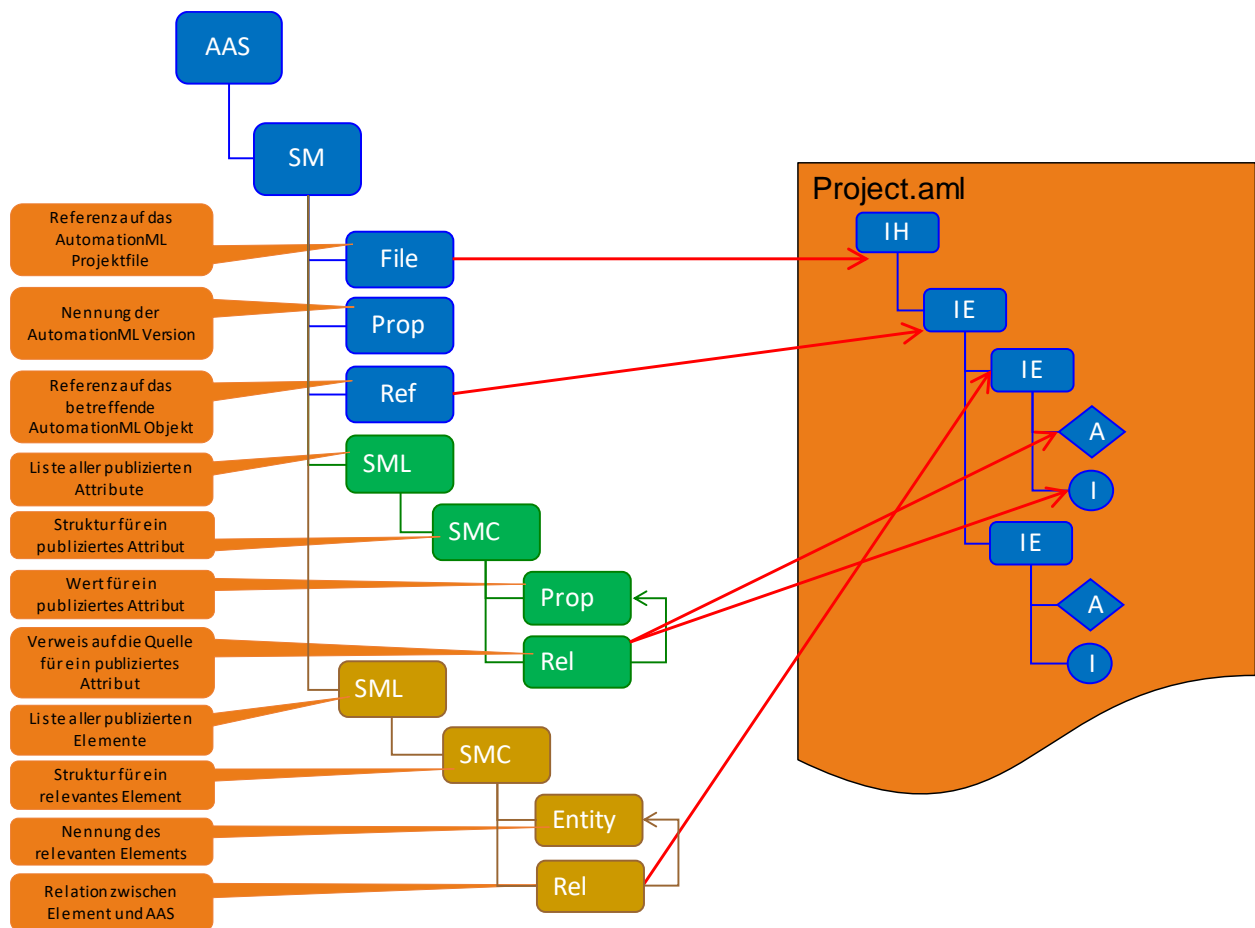 AAS
SM
Referenz auf das
AutomationML
Projektfile
File
Nennung der
AutomationML Version
Prop
Referenz auf das
betreffende
AutomationML Objekt
Ref
Liste aller publizierten
Attribute
SML
Struktur für ein
publiziertes Attribut
SMC
Wert für ein
publiziertes Attribut
Prop
Verweis auf die Quelle
für ein publiziertes
Attribut
Rel
Liste aller publizierten
Elemente
SML
Struktur für ein
relevantes Element
SMC
Nennung des
relevanten Elements
Entity
Relation zwischen
Element und AAS
Rel
Project.aml
IH
IE
IE
A
I
IE
A
I